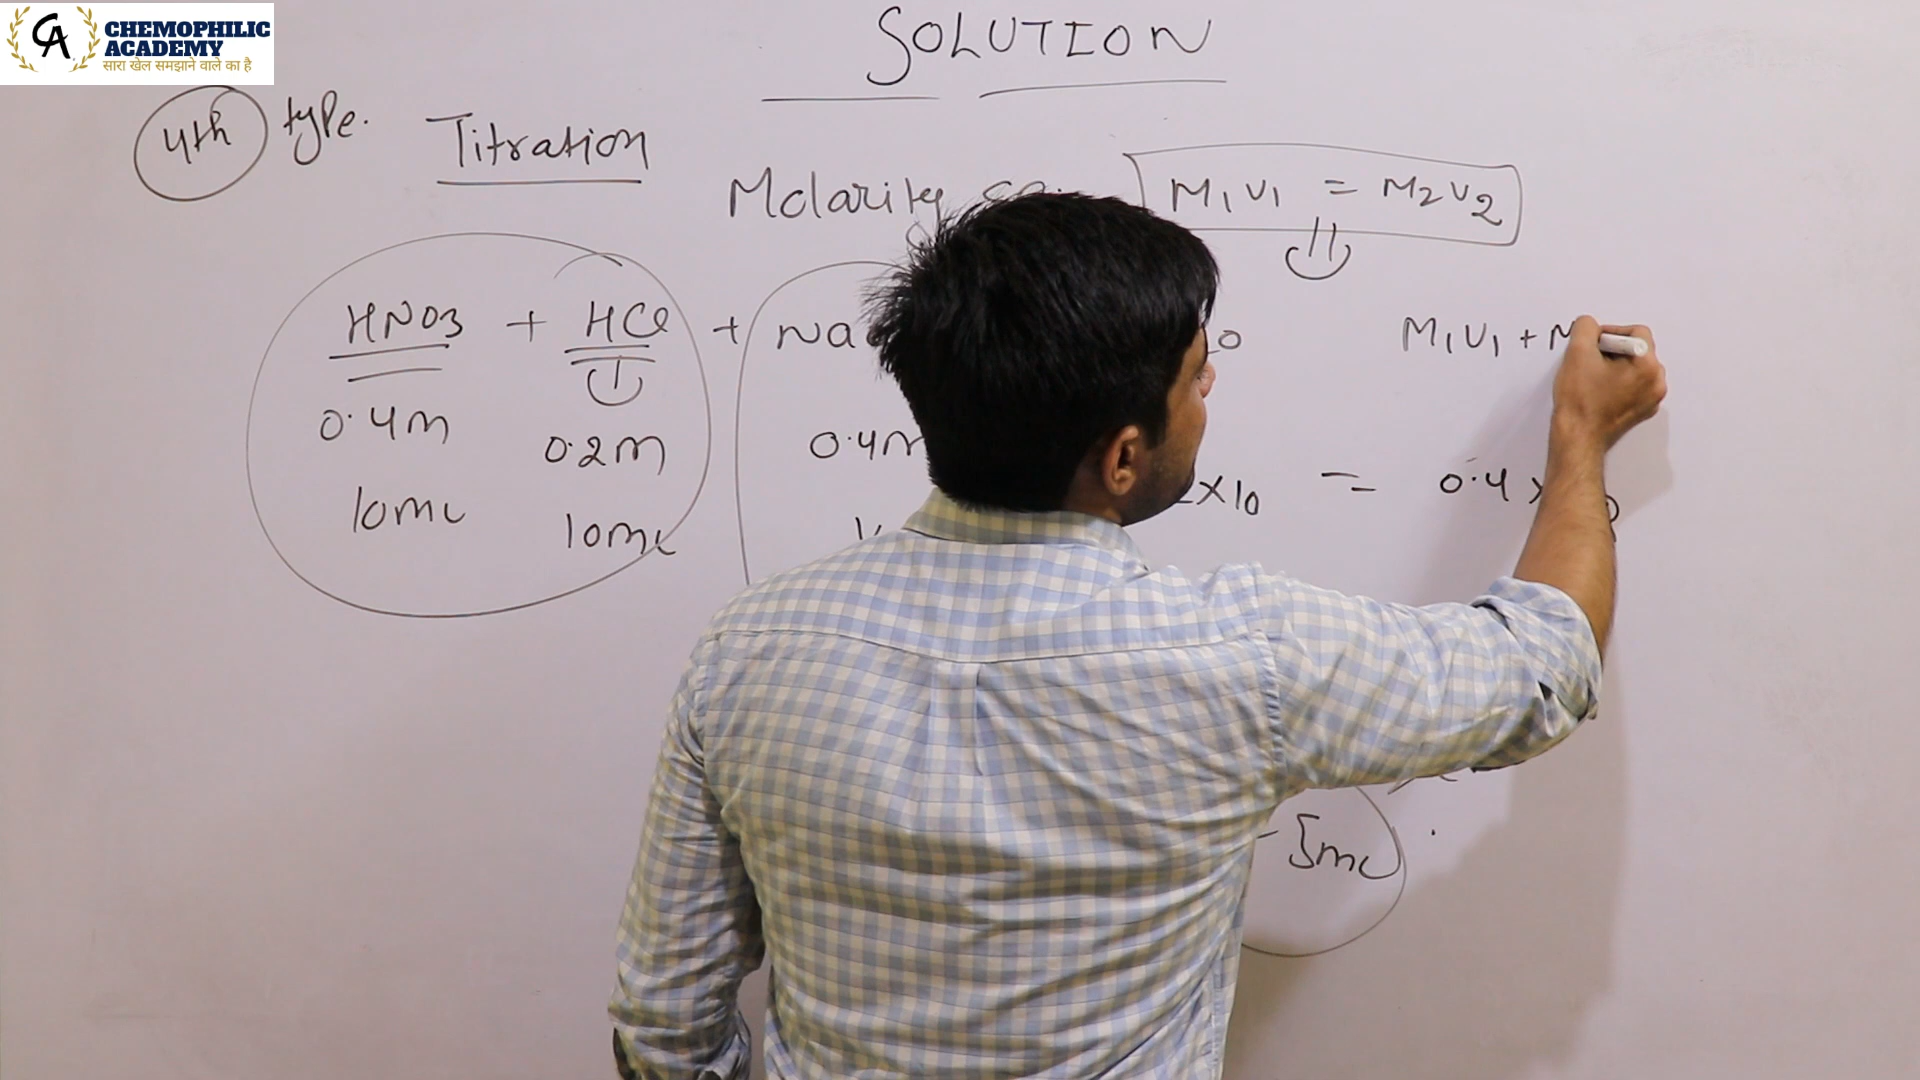 CHEMOPHILIC
ACADEMY
सारा खेल समझाने वाले का है
SOLUTION
4th type. Titration
Molarity M1V1 = M2V2
HNO3 + HCl + Na
M1V1 +
0.4m 0.2m 0.4m
×10 = 0.4
10mL 10mL
5mL